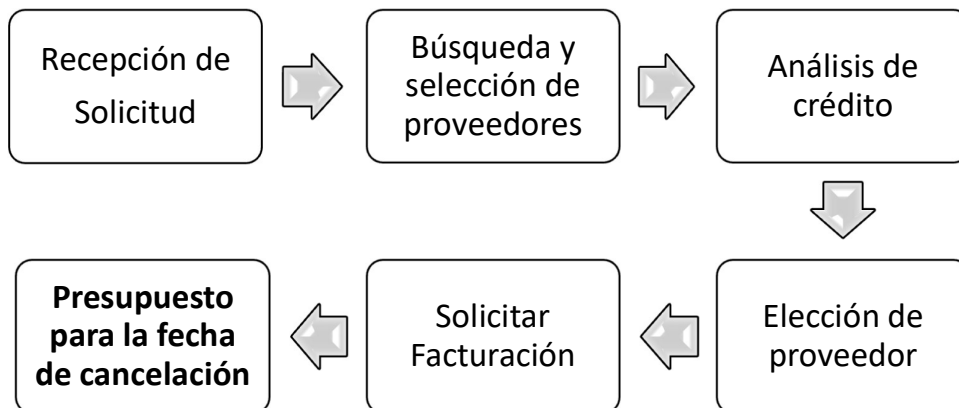 Recepción de
Solicitud
Búsqueda y
selección de
proveedores
Análisis de
crédito
Elección de
proveedor
Solicitar
Facturación
Presupuesto
para la fecha
de cancelación